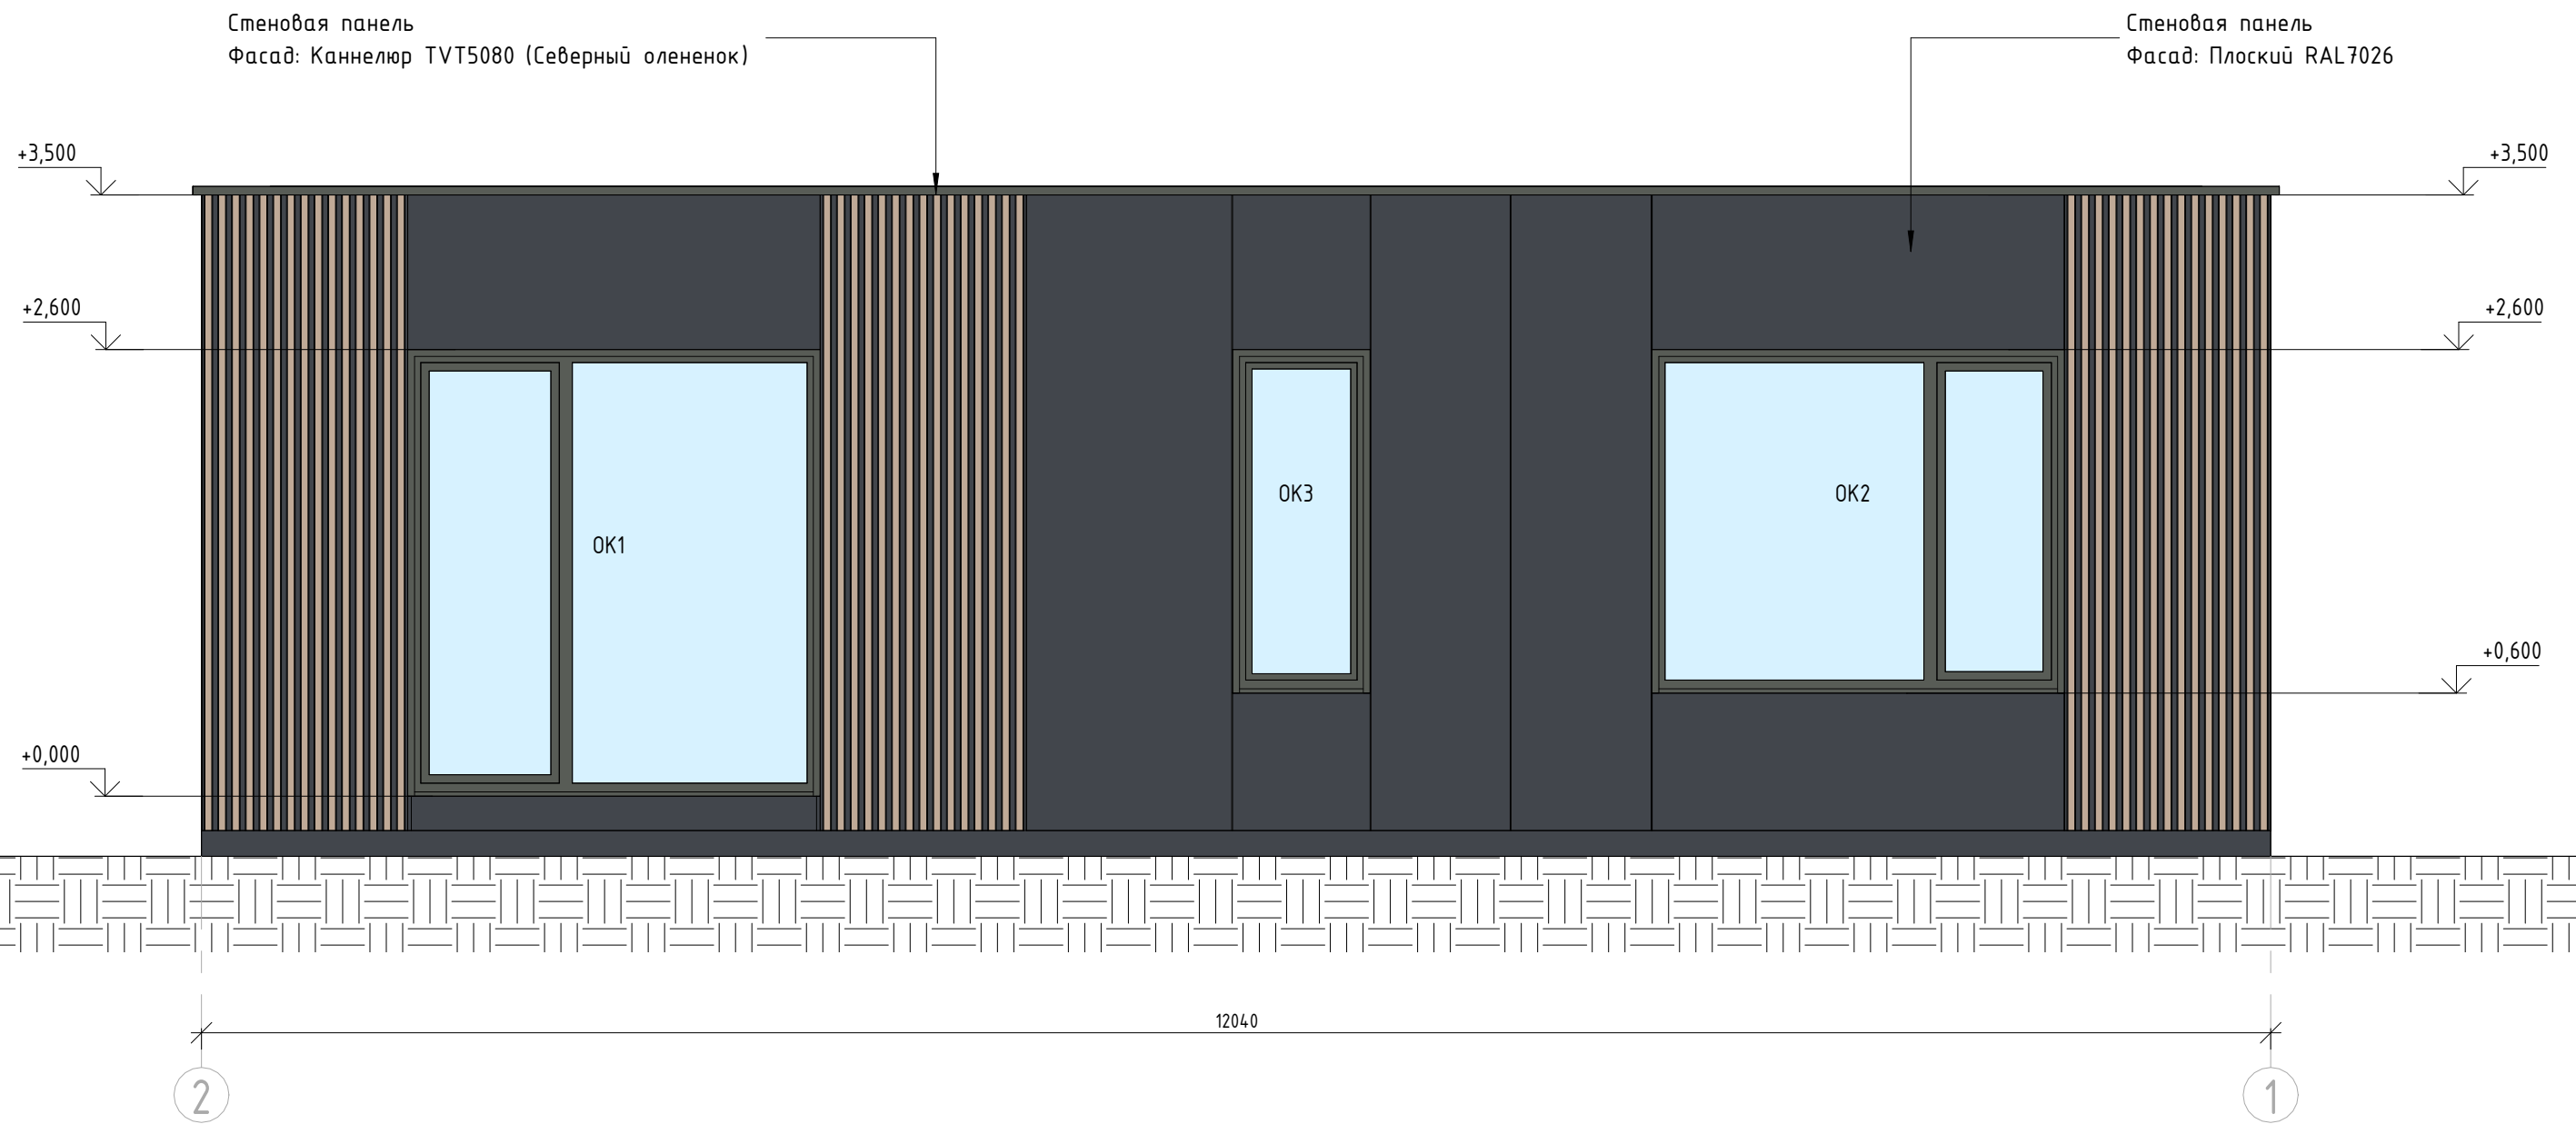 Стеновая панель
Фасад: Каннелюр TVT5080 (Северный олененок)
Стеновая панель
Фасад: Плоский RAL7026
+3,500
+3,500
+2,600
+2,600
ОК3
ОК2
ОК1
+0,600
+0,000
12040
2
1